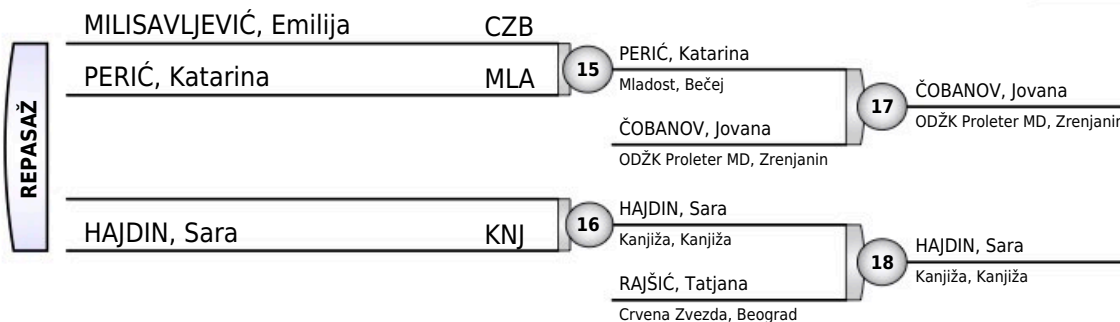 REPASAŽ
MILISAVLJEVIĆ, Emilija CZB
PERIĆ, Katarina MLA
15
PERIĆ, Katarina
Mladost, Bečej
ČOBANOV, Jovana
ODŽK Proleter MD, Zrenjanin
17
ČOBANOV, Jovana
ODŽK Proleter MD, Zrenjanin
HAJDIN, Sara KNJ
16
HAJDIN, Sara
Kanjiža, Kanjiža
RAJŠIĆ, Tatjana
Crvena Zvezda, Beograd
18
HAJDIN, Sara
Kanjiža, Kanjiža